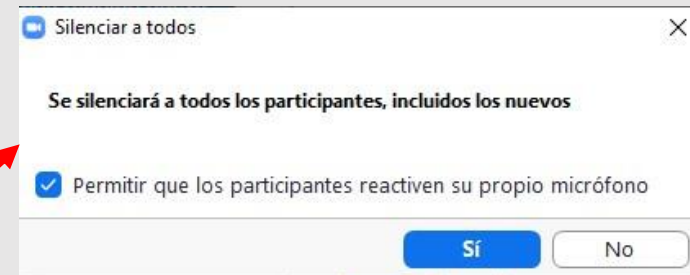 Silenciar a todos
Se silenciará a todos los participantes, incluidos los nuevos
Permitir que los participantes reactiven su propio micrófono
Sí No